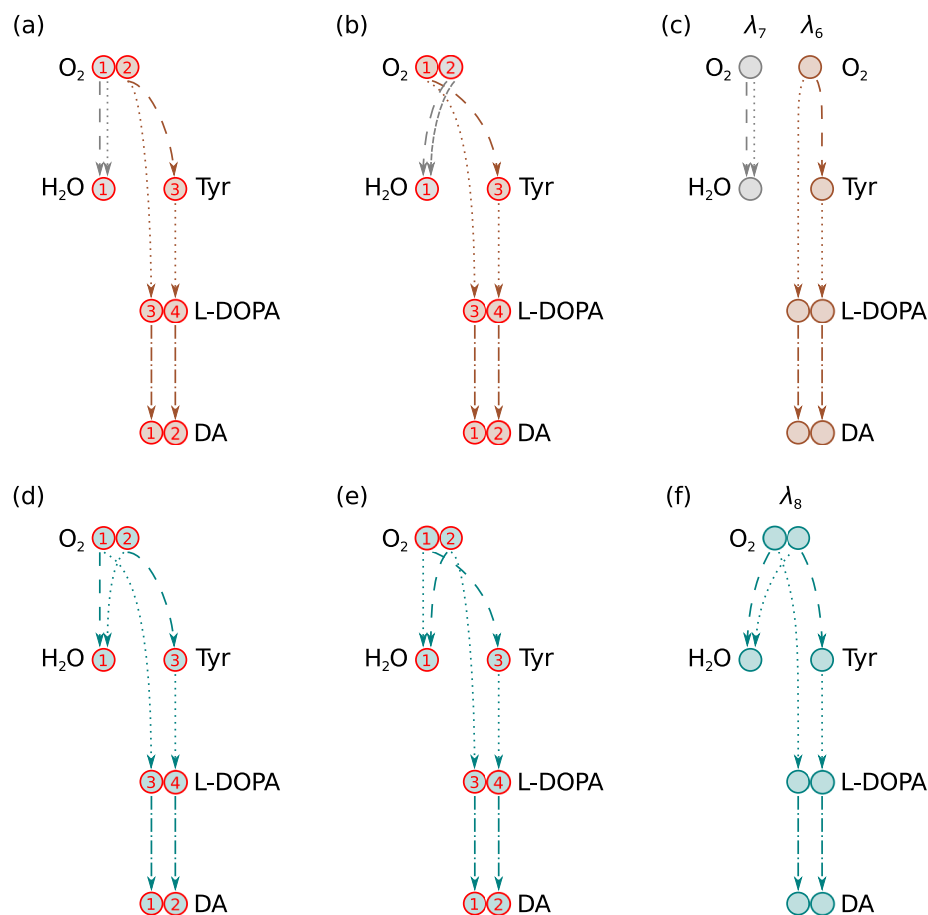 (a)
O₂ 1 2
H₂O 1 3 Tyr
3 4 L-DOPA
1 2 DA
(b)
O₂ 1 2
H₂O 1 3 Tyr
3 4 L-DOPA
1 2 DA
(c) λ₇ λ₆
O₂ O₂
H₂O Tyr
L-DOPA
DA
(d)
O₂ 1 2
H₂O 1 3 Tyr
3 4 L-DOPA
1 2 DA
(e)
O₂ 1 2
H₂O 1 3 Tyr
3 4 L-DOPA
1 2 DA
(f) λ₈
O₂
H₂O Tyr
L-DOPA
DA